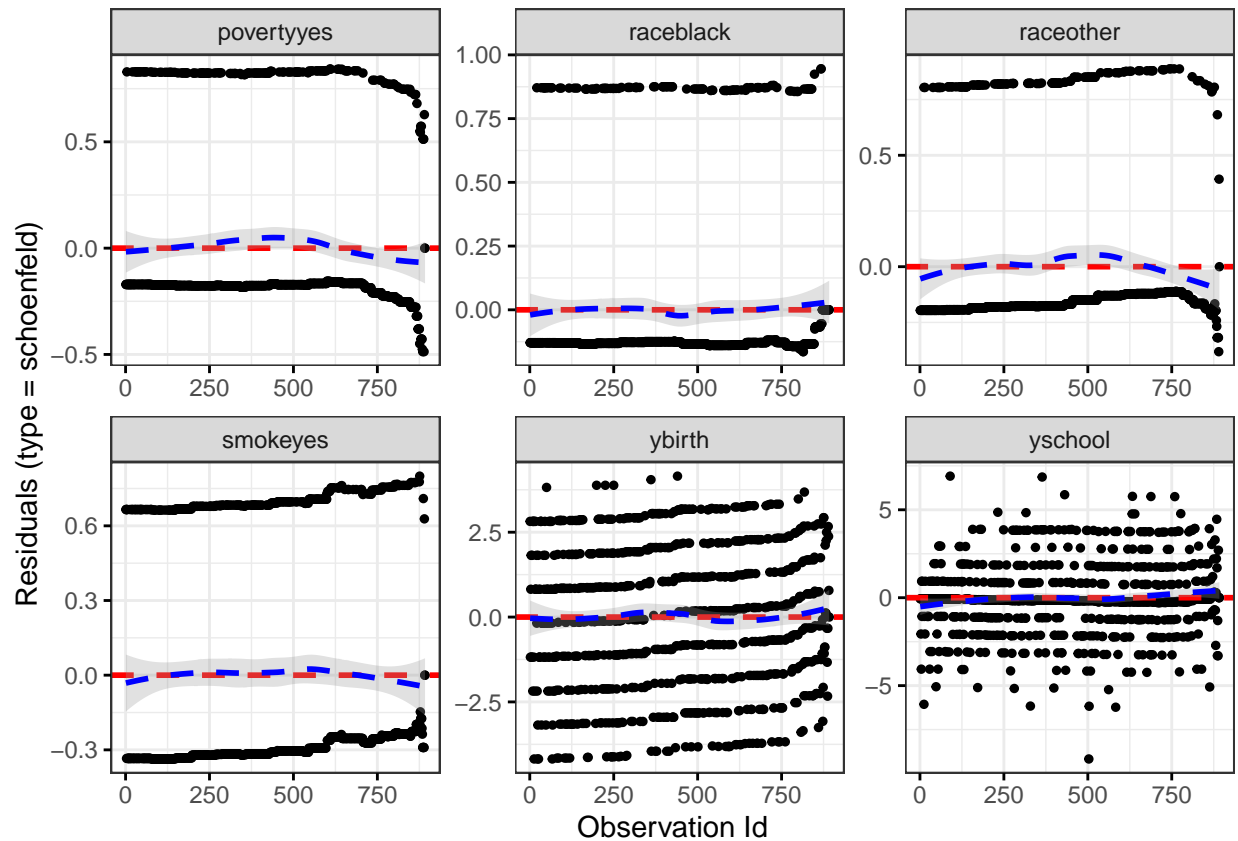 povertyyes
raceblack
raceother
0.5
0.0
−0.5
1.00
0.75
0.50
0.25
0.00
0.5
0.0
0 250 500 750
0 250 500 750
0 250 500 750
smokeyes
ybirth
yschool
0.6
0.3
0.0
−0.3
2.5
0.0
−2.5
5
0
−5
0 250 500 750
0 250 500 750
0 250 500 750
Residuals (type = schoenfeld)
Observation Id